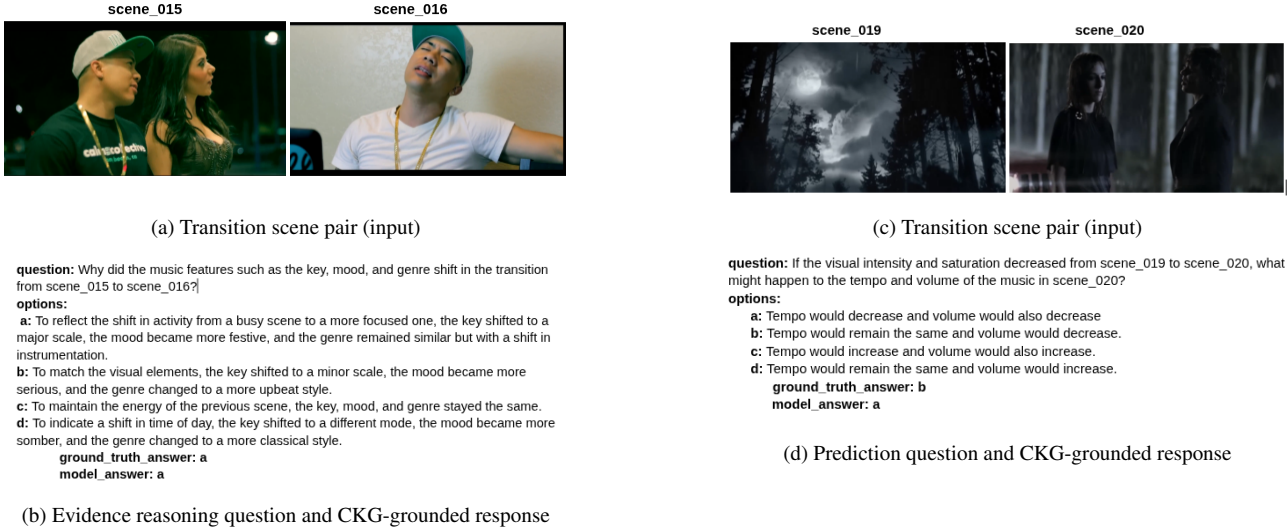 scene_015
scene_016
(a) Transition scene pair (input)
question: Why did the music features such as the key, mood, and genre shift in the transition
from scene_015 to scene_016?
options:
a: To reflect the shift in activity from a busy scene to a more focused one, the key shifted to a
major scale, the mood became more festive, and the genre remained similar but with a shift in
instrumentation.
b: To match the visual elements, the key shifted to a minor scale, the mood became more
serious, and the genre changed to a more upbeat style.
c: To maintain the energy of the previous scene, the key, mood, and genre stayed the same.
d: To indicate a shift in time of day, the key shifted to a different mode, the mood became more
somber, and the genre changed to a more classical style.
ground_truth_answer: a
model_answer: a
(b) Evidence reasoning question and CKG-grounded response
scene_019
scene_020
(c) Transition scene pair (input)
question: If the visual intensity and saturation decreased from scene_019 to scene_020, what
might happen to the tempo and volume of the music in scene_020?
options:
a: Tempo would decrease and volume would also decrease
b: Tempo would remain the same and volume would decrease.
c: Tempo would increase and volume would also increase.
d: Tempo would remain the same and volume would increase.
ground_truth_answer: b
model_answer: a
(d) Prediction question and CKG-grounded response